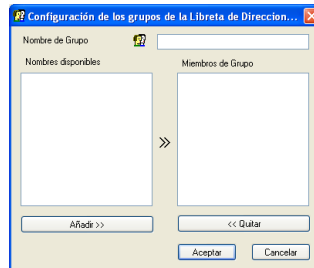 Configuración de los grupos de la Libreta de Direccion...
Nombre de Grupo
Nombres disponibles
Miembros de Grupo
Añadir >>
<< Quitar
Aceptar
Cancelar